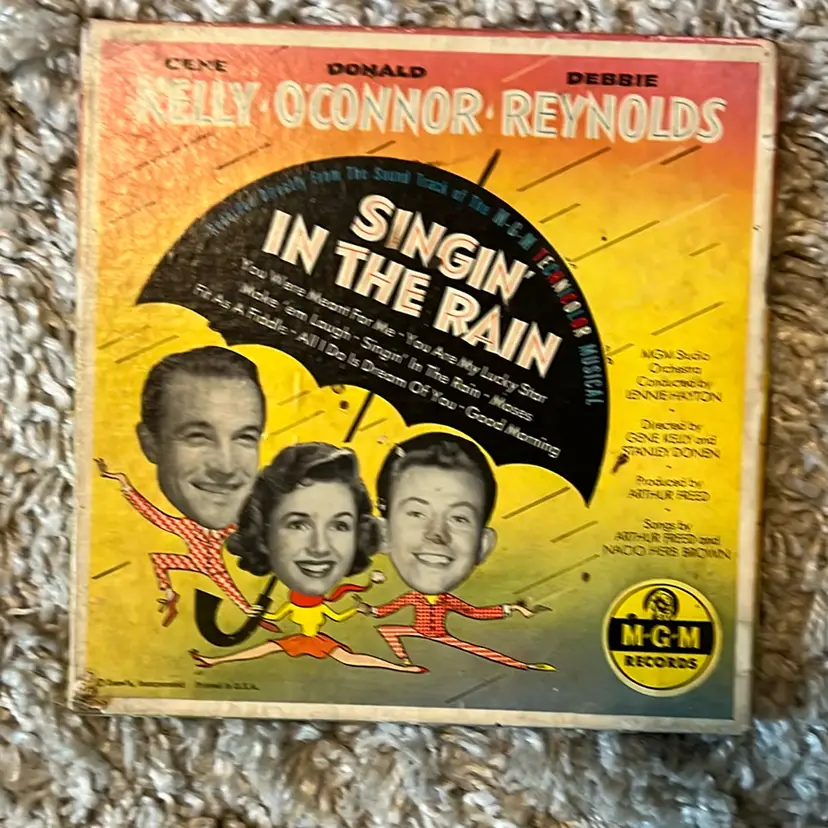 GENE DONALD DEBBIE
KELLY · O'CONNOR · REYNOLDS
Recorded Directly From The Sound Track of the M-G-M TECHNICOLOR MUSICAL
SINGIN'
IN THE RAIN
You Were Meant For Me - You Are My Lucky Star
Make 'em Laugh - Singin' In The Rain - Moses
Fit As A Fiddle - All I Do Is Dream Of You - Good Morning
MGM Studio
Orchestra
Conducted by
LENNIE HAYTON
Directed by
GENE KELLY and
STANLEY DONEN
Produced by
ARTHUR FREED
Songs by
ARTHUR FREED and
NACIO HERB BROWN
M-G-M
RECORDS
Incorporated Printed in U.S.A.